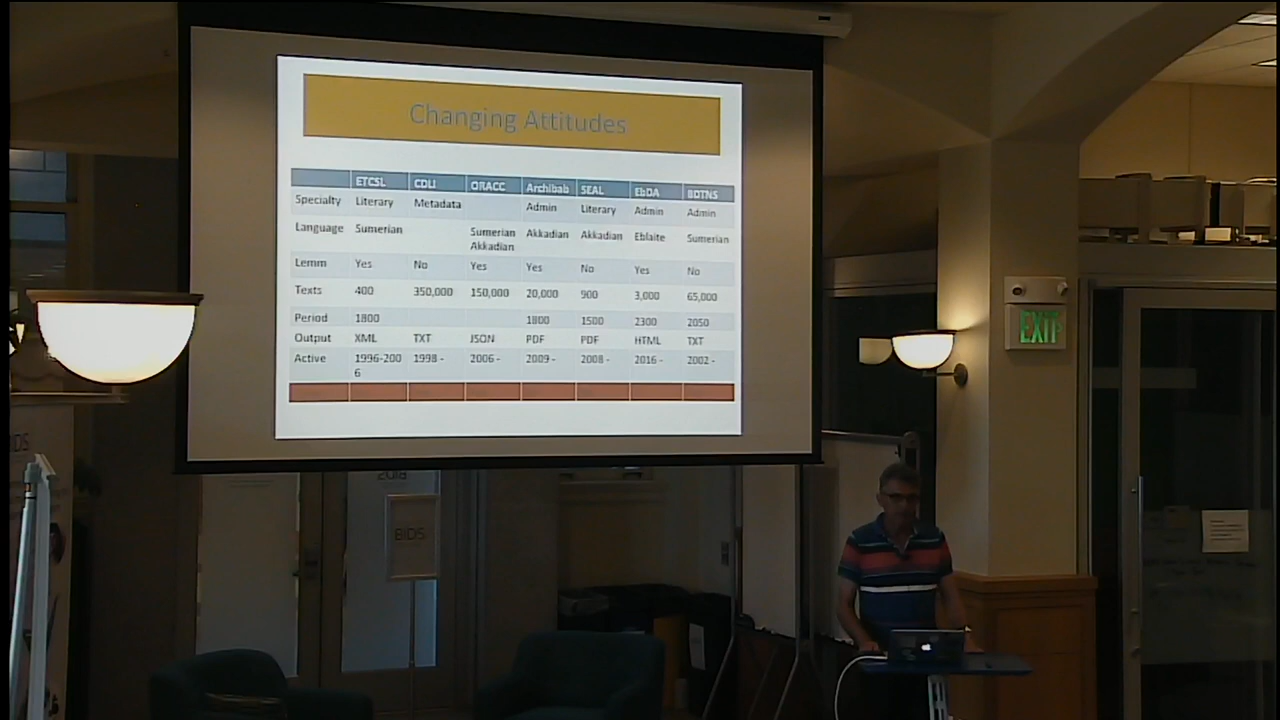 Changing Attitudes
ETCSL CDLI ORACC Archibab SEAL EbDA BDTNS
Specialty Literary Metadata Admin Literary Admin Admin
Language Sumerian Sumerian Akkadian Akkadian Akkadian Eblaite Sumerian
Lemm Yes No Yes Yes No Yes No
Texts 400 350,000 150,000 20,000 900 3,000 65,000
Period 1800 1800 1500 2300 2050
Output XML TXT JSON PDF PDF HTML TXT
Active 1996-2006 1998 - 2006 - 2009 - 2008 - 2016 - 2002 -
EXIT
BIDS
BIDS